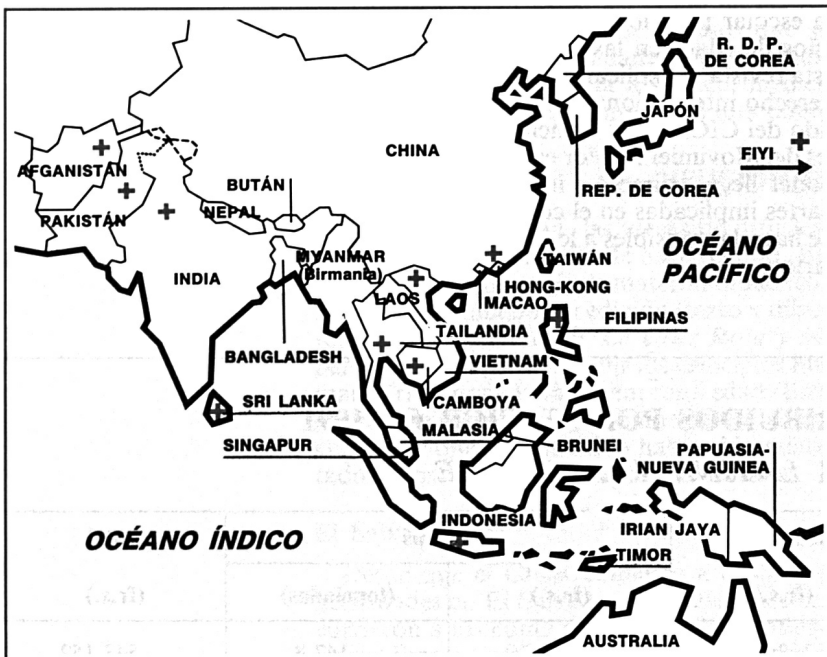 R. D. P.
DE COREA
JAPÓN
FIYI
AFGANISTÁN
CHINA
BUTÁN
REP. DE COREA
PAKISTÁN
NEPAL
OCÉANO
PACÍFICO
MYANMAR
(Birmania)
TAIWÁN
INDIA
LAOS
HONG-KONG
MACAO
FILIPINAS
TAILANDIA
BANGLADESH
VIETNAM
SRI LANKA
CAMBOYA
MALASIA
SINGAPUR
BRUNEI
PAPUASIA-
NUEVA GUINEA
INDONESIA
IRIAN JAYA
OCÉANO ÍNDICO
TIMOR
AUSTRALIA